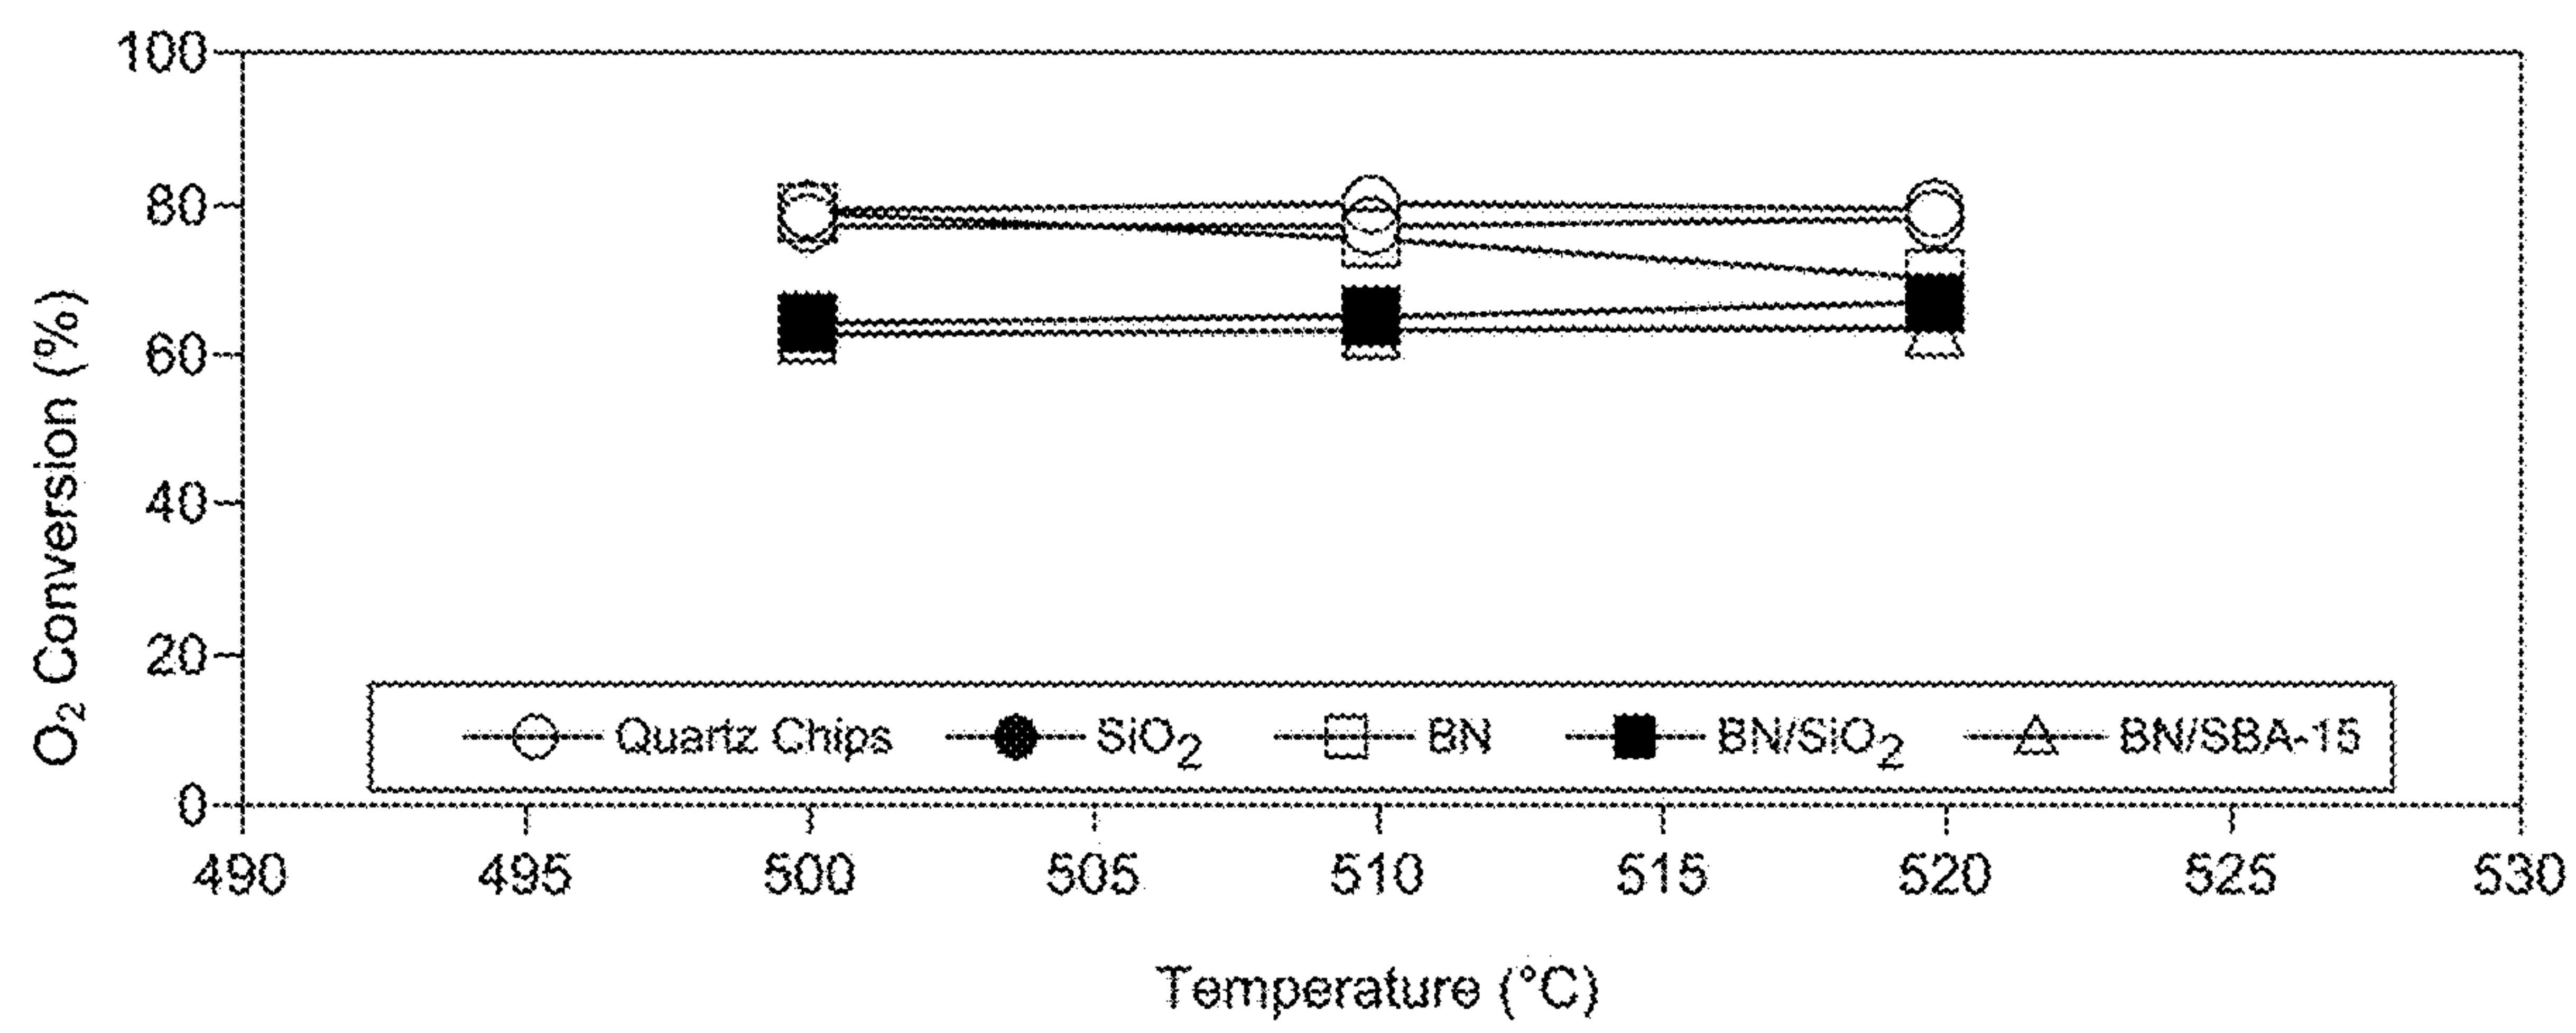 O2 Conversion (%)
100
80
60
40
20
0
Quartz Chips SiO2 BN BN/SiO2 BN/SBA-15
490 495 500 505 510 515 520 525 530
Temperature (°C)